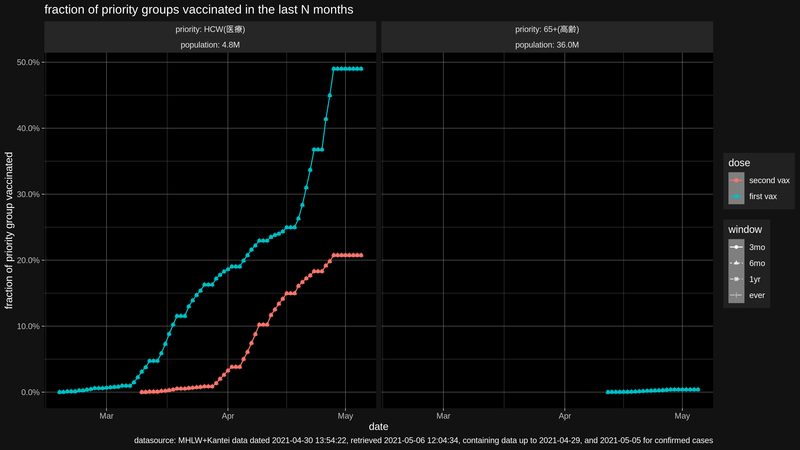 fraction of priority groups vaccinated in the last N months
priority: HCW(医療)
population: 4.8M
priority: 65+(高齢)
population: 36.0M
fraction of priority group vaccinated
50.0%
40.0%
30.0%
20.0%
10.0%
0.0%
Mar
Apr
May
Mar
Apr
May
date
dose
second vax
first vax
window
3mo
6mo
1yr
ever
datasource: MHLW+Kantei data dated 2021-04-30 13:54:22, retrieved 2021-05-06 12:04:34, containing data up to 2021-04-29, and 2021-05-05 for confirmed cases